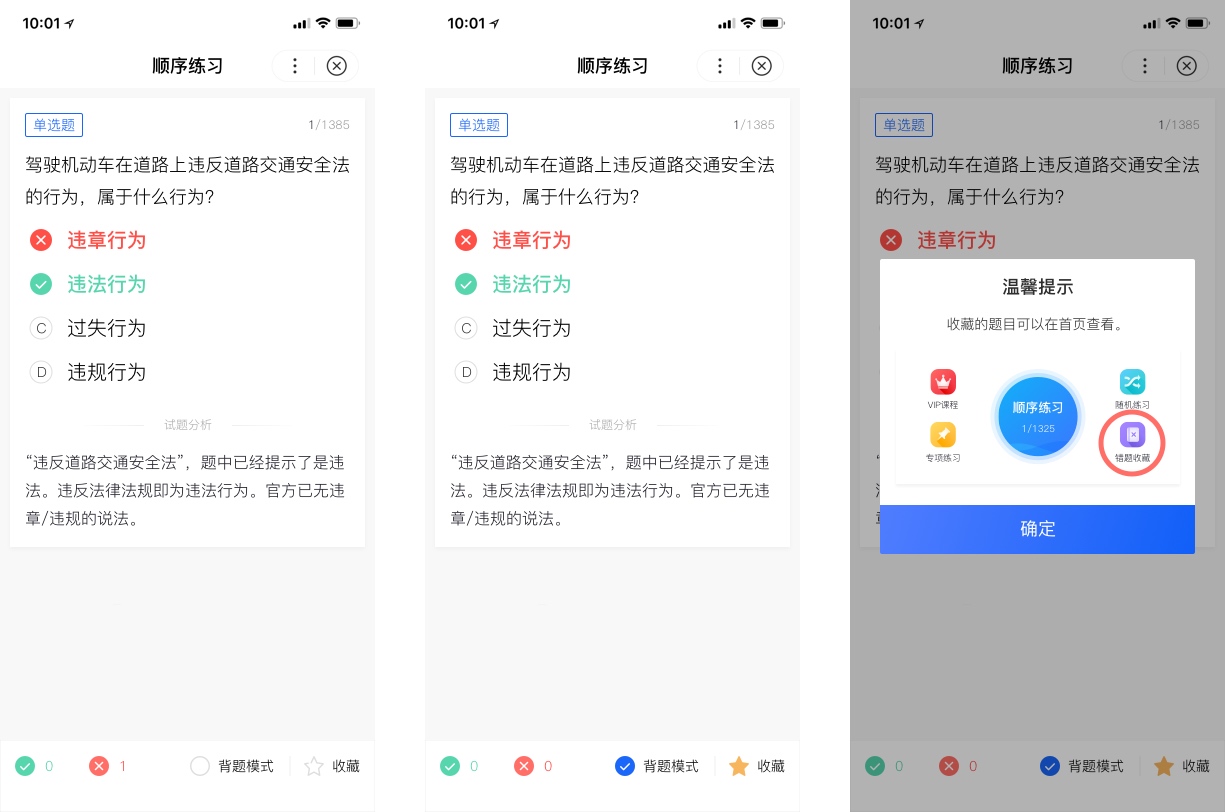 10:01
顺序练习
单选题
1/1385
驾驶机动车在道路上违反道路交通安全法
的行为，属于什么行为？
违章行为
违法行为
C 过失行为
D 违规行为
试题分析
“违反道路交通安全法”，题中已经提示了是违
法。违反法律法规即为违法行为。官方已无违
章/违规的说法。
0
1
背题模式
收藏
10:01
顺序练习
单选题
1/1385
驾驶机动车在道路上违反道路交通安全法
的行为，属于什么行为？
违章行为
违法行为
C 过失行为
D 违规行为
试题分析
“违反道路交通安全法”，题中已经提示了是违
法。违反法律法规即为违法行为。官方已无违
章/违规的说法。
0
0
背题模式
收藏
10:01
顺序练习
单选题
1/1385
驾驶机动车在道路上违反道路交通安全法
的行为，属于什么行为？
违章行为
温馨提示
收藏的题目可以在首页查看。
VIP课程
顺序练习
1/1325
随机练习
专项练习
错题收藏
确定
0
0
背题模式
收藏